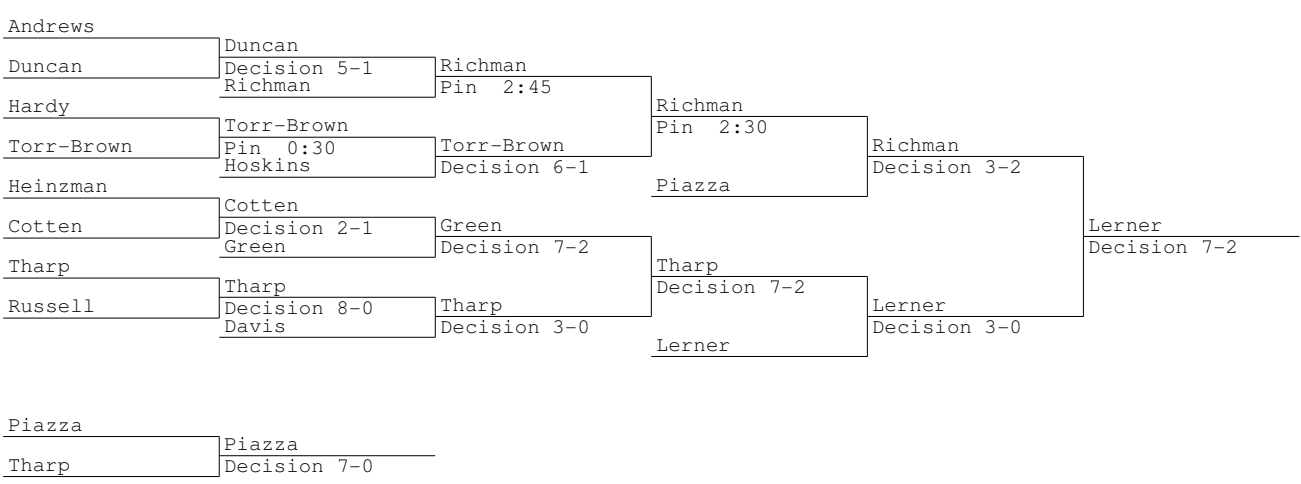 Andrews
Duncan
Duncan
Decision 5-1
Richman
Richman
Pin 2:45
Hardy
Richman
Torr-Brown
Pin 2:30
Torr-Brown
Pin 0:30
Torr-Brown
Richman
Hoskins
Decision 6-1
Decision 3-2
Heinzman
Piazza
Cotten
Cotten
Decision 2-1
Green
Lerner
Green
Decision 7-2
Decision 7-2
Tharp
Tharp
Tharp
Decision 7-2
Russell
Decision 8-0
Tharp
Lerner
Davis
Decision 3-0
Decision 3-0
Lerner
Piazza
Piazza
Tharp
Decision 7-0